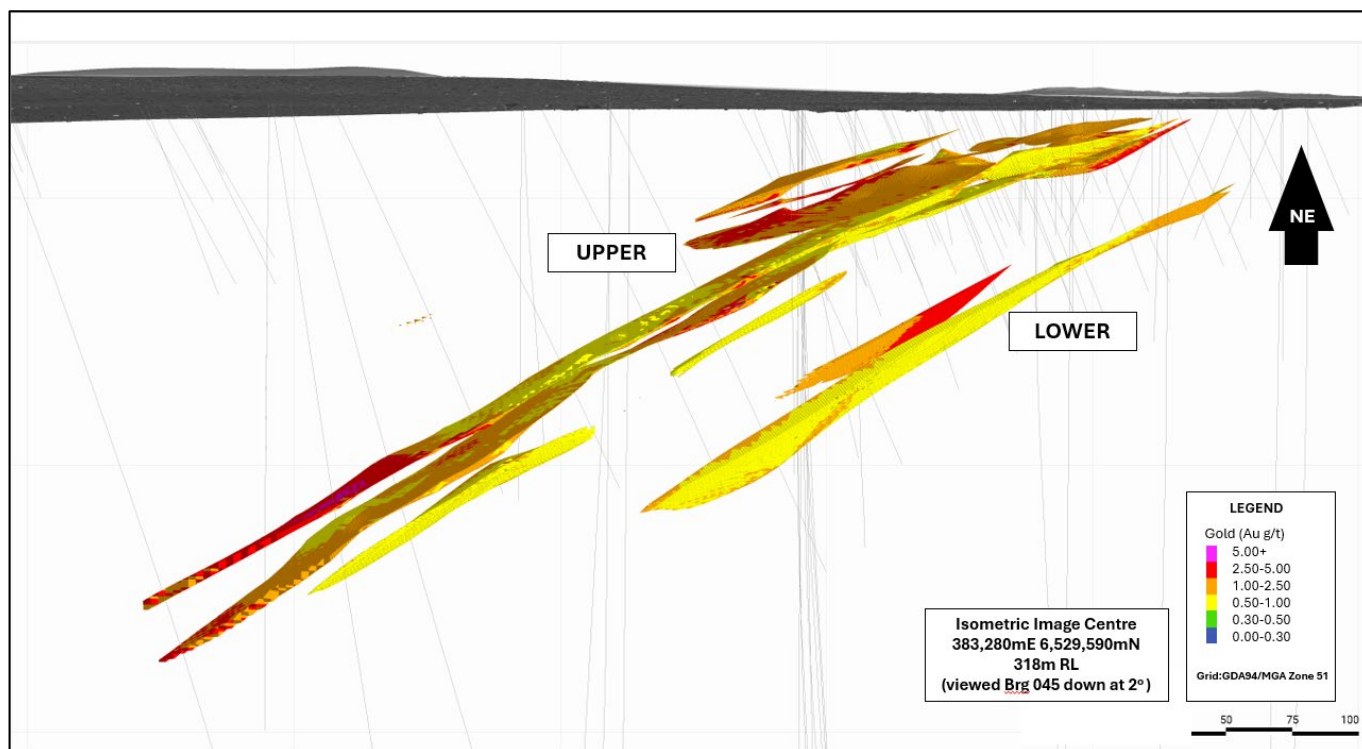 UPPER
NE
LOWER
LEGEND
Gold (Au g/t)
5.00+
2.50-5.00
1.00-2.50
0.50-1.00
0.30-0.50
0.00-0.30
Grid:GDA94/MGA Zone 51
Isometric Image Centre
383,280mE 6,529,590mN
318m RL
(viewed Brg 045 down at 2º)
50 75 100